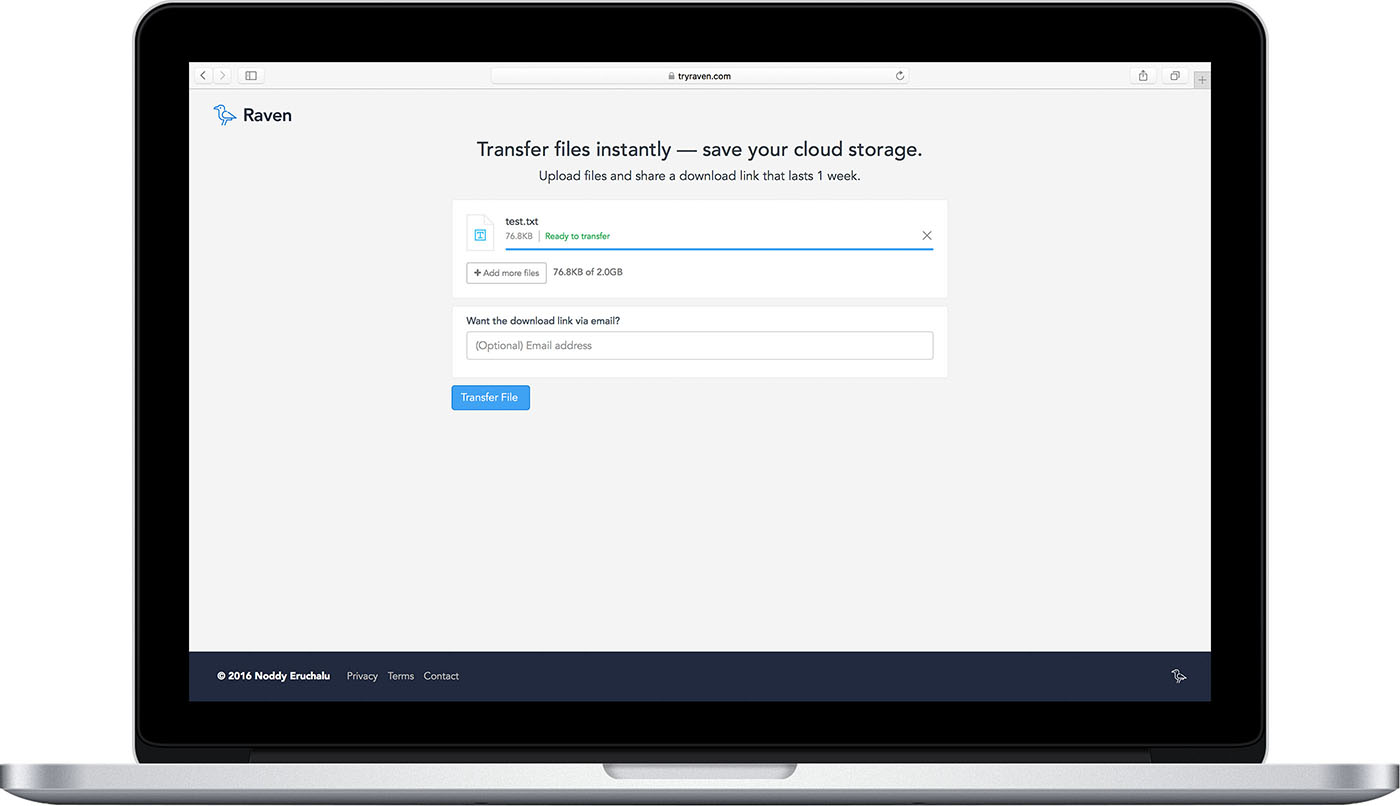 tryraven.com
Raven
Transfer files instantly — save your cloud storage.
Upload files and share a download link that lasts 1 week.
test.txt
76.8KB | Ready to transfer
+ Add more files 76.8KB of 2.0GB
Want the download link via email?
(Optional) Email address
Transfer File
© 2016 Noddy Eruchalu Privacy Terms Contact